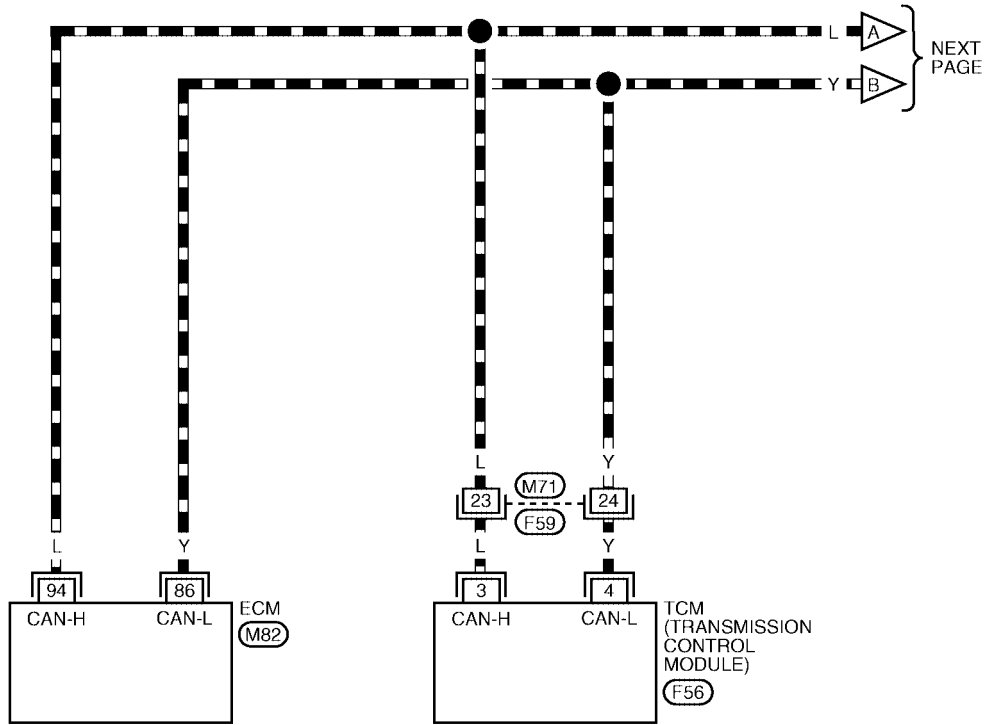 L A
NEXT
PAGE
Y B
L Y
23 M71 24
F59
L Y
L Y
94 86 3 4
CAN-H CAN-L ECM
M82
CAN-H CAN-L TCM
(TRANSMISSION
CONTROL
MODULE)
F56